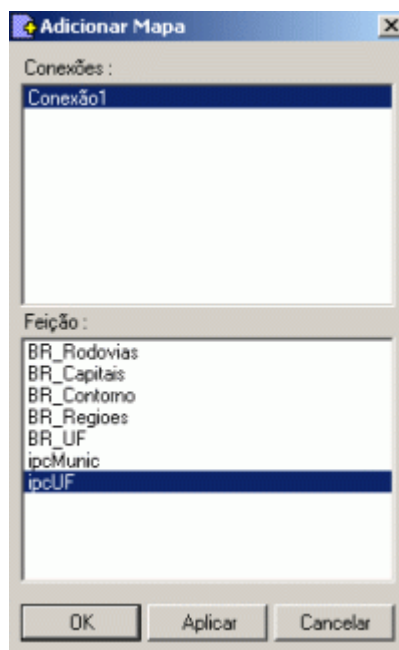 Adicionar Mapa
Conexões :
Conexão1
Feição :
BR_Rodovias
BR_Capitais
BR_Contorno
BR_Regioes
BR_UF
ipcMunic
ipcUF
OK Aplicar Cancelar